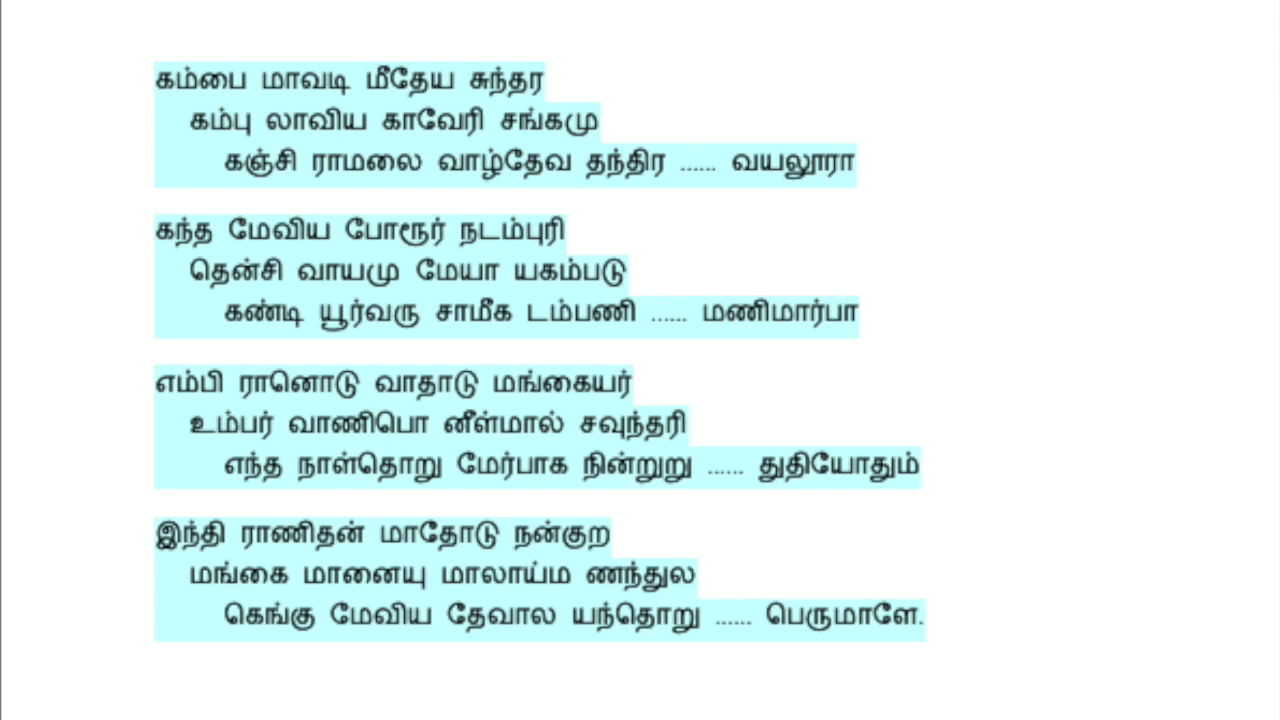 கம்பை மாவடி மீதேய சுந்தர
கம்பு லாவிய காவேரி சங்கமு
கஞ்சி ராமலை வாழ்தேவ தந்திர ...... வயலூரா
கந்த மேவிய போரூர் நடம்புரி
தென்சி வாயமு மேயா யகம்படு
கண்டி யூர்வரு சாமீக டம்பணி ...... மணிமார்பா
எம்பி ரானொடு வாதாடு மங்கையர்
உம்பர் வாணிபொ னீள்மால் சவுந்தரி
எந்த நாள்தொறு மேர்பாக நின்றுறு ...... துதியோதும்
இந்தி ராணிதன் மாதோடு நன்குற
மங்கை மானையு மாலாய்ம ணந்துல
கெங்கு மேவிய தேவால யந்தொறு ...... பெருமாளே.